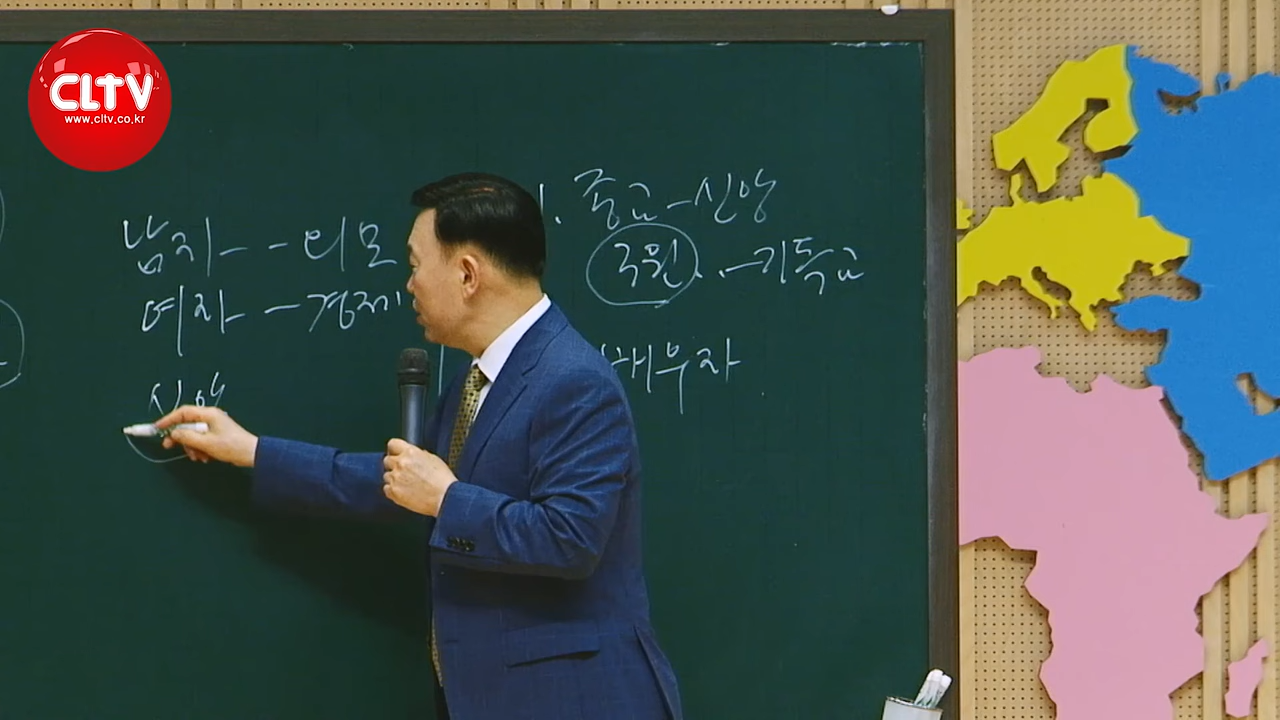 CLTV
www.cltv.co.kr
1. 종교-신앙
남자--외모
구원. -기독교
여자-경제
배우자
신앙